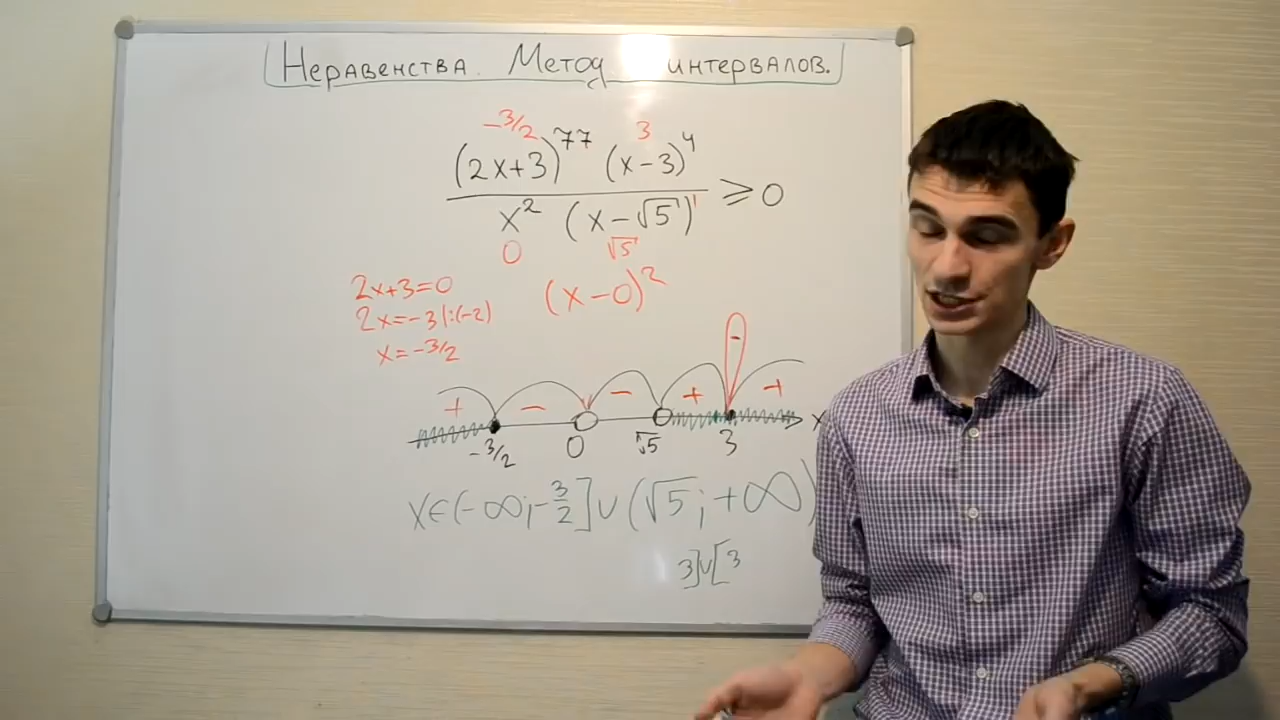 Неравенства. Метод интервалов.
-3/2 3
(2x+3)^77 (x-3)^4
x^2 (x-√5)^1 ≥0
0 √5
2x+3=0 (x-0)^2
2x=-3 |:(-2)
x=-3/2
-
+ - - + +
-3/2 0 √5 3 x
x∈(-∞;-3/2]∪(√5;+∞)
3]∪[3